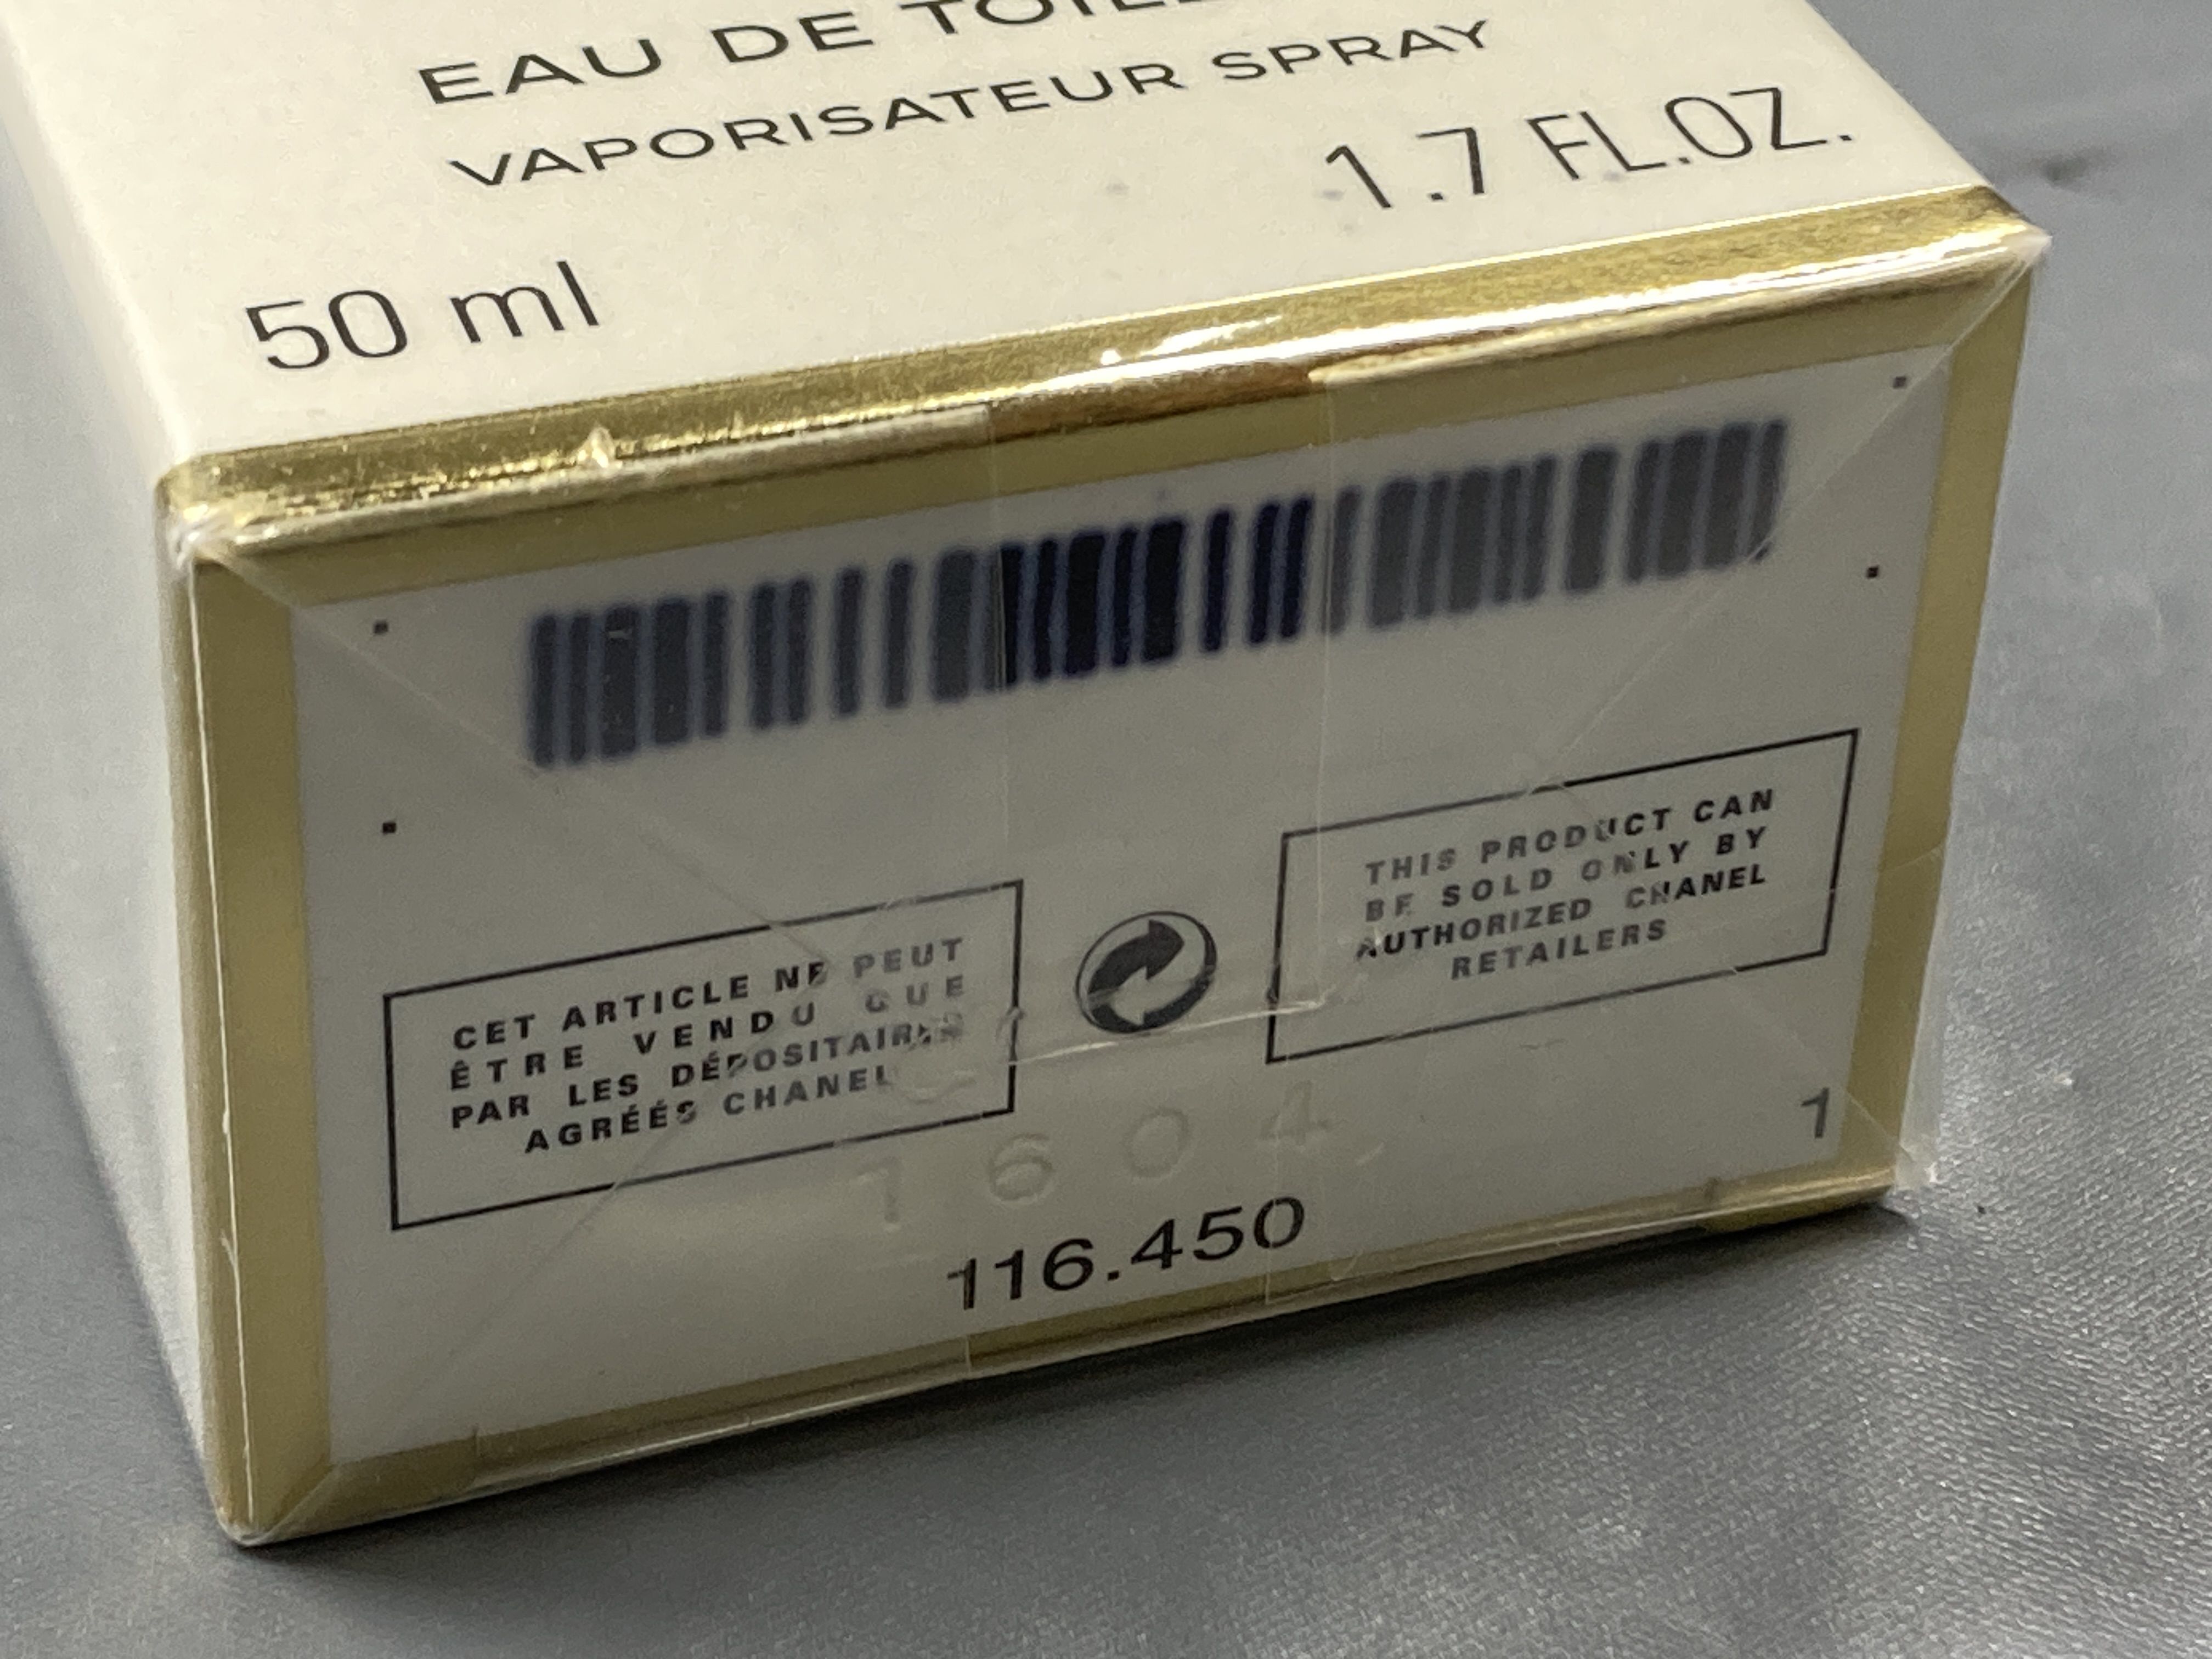 EAU DE TOILE
VAPORISATEUR SPRAY
50 ml
1.7 FL.OZ.
CET ARTICLE NE PEUT
ÊTRE VENDU QUE
PAR LES DÉPOSITAIRES
AGRÉÉS CHANEL
THIS PRODUCT CAN
BE SOLD ONLY BY
AUTHORIZED CHANEL
RETAILERS
1604
1
116.450